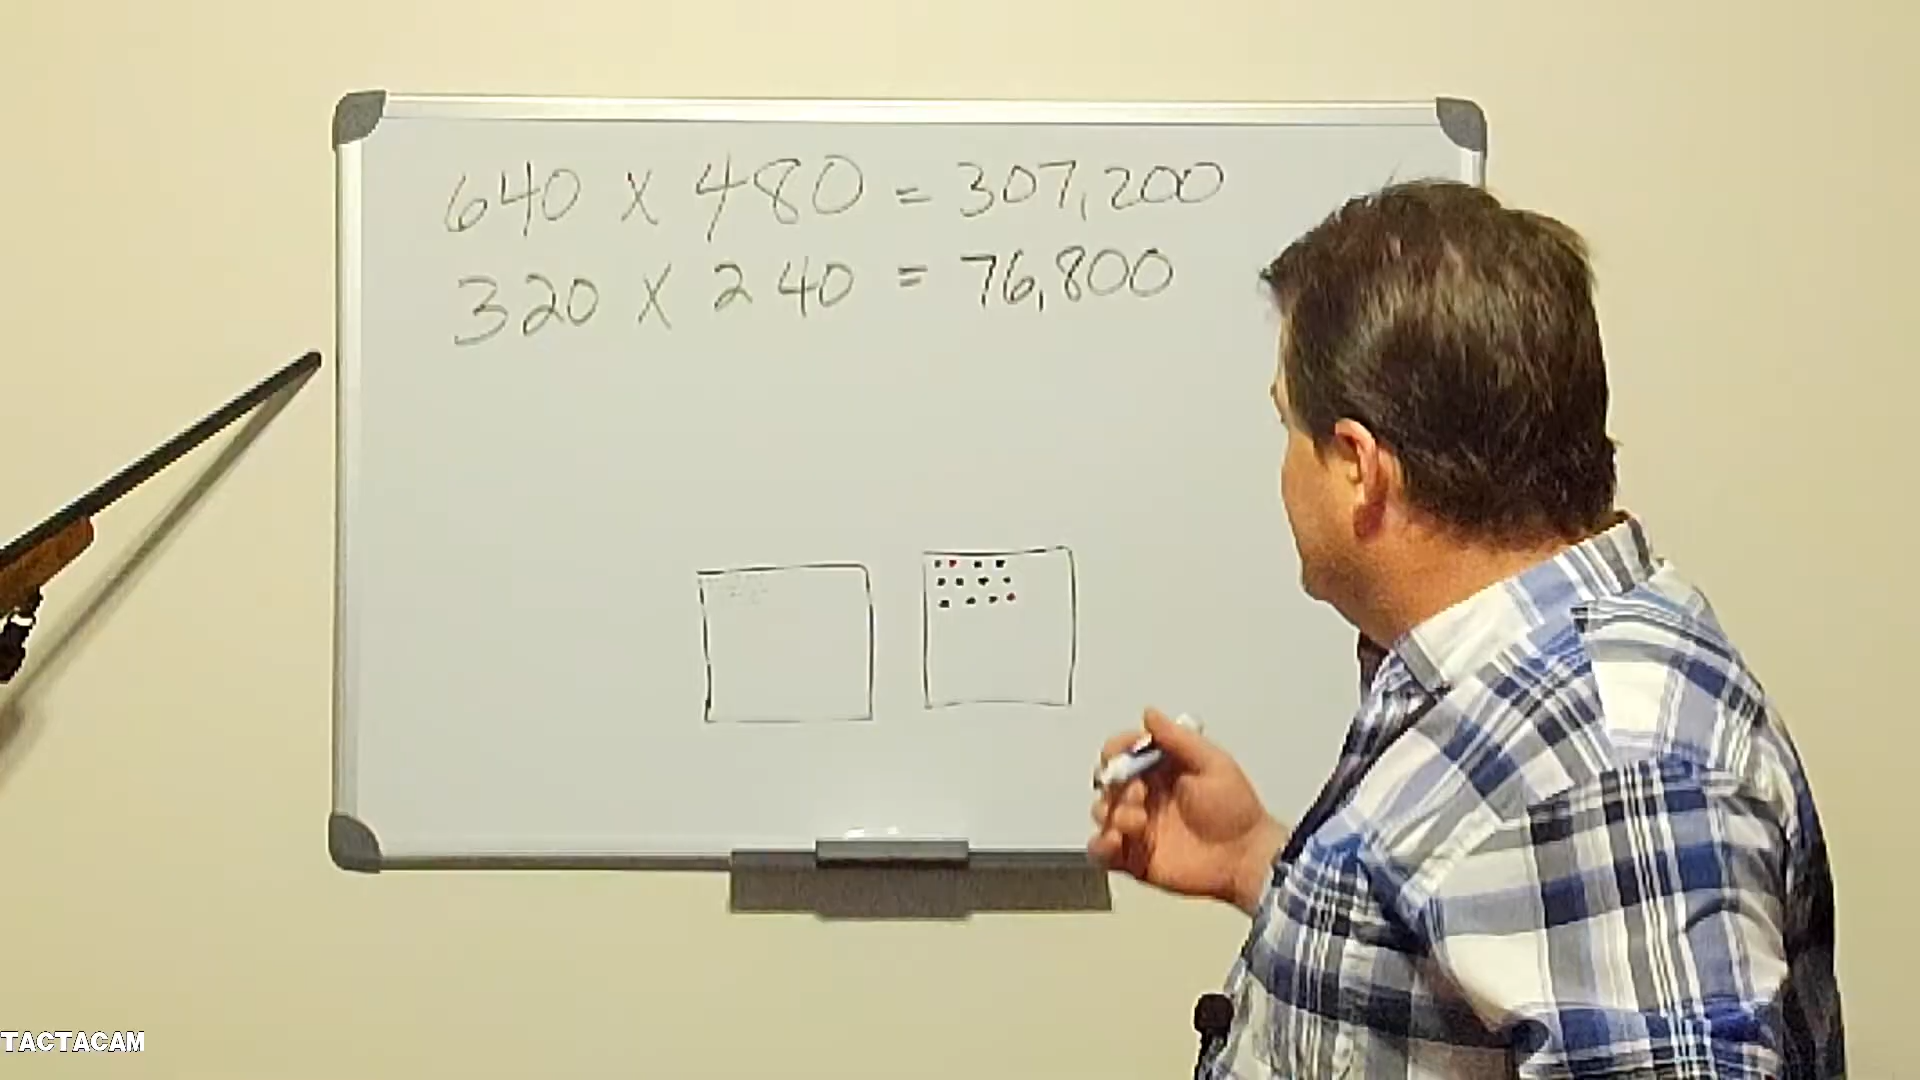 640 X 480 = 307,200
320 X 240 = 76,800
TACTACAM